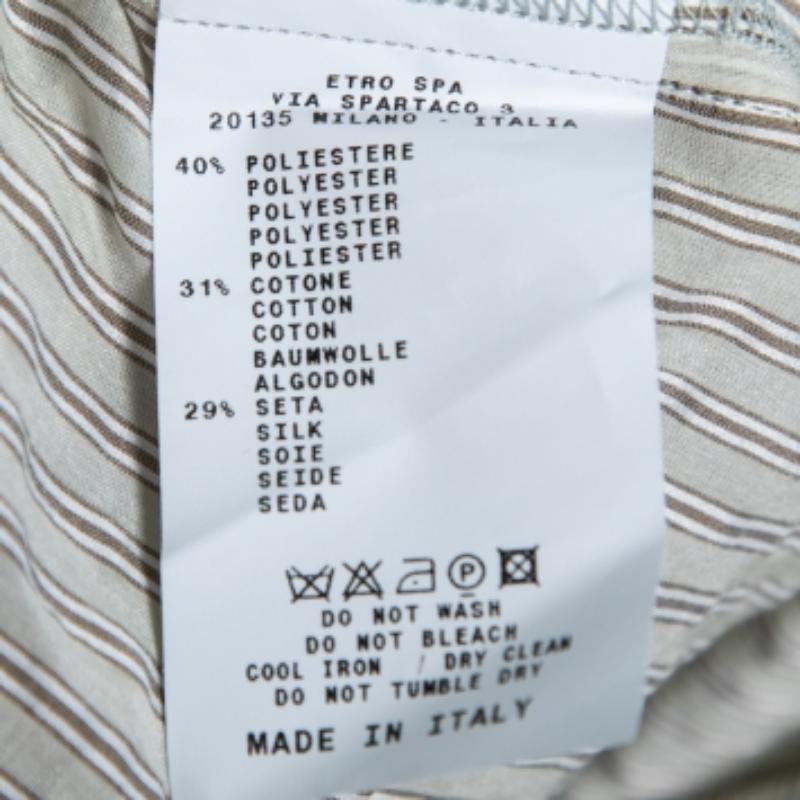 ETRO SPA
VIA SPARTACO 3
20135 MILANO - ITALIA
40% POLIESTERE
POLYESTER
POLYESTER
POLYESTER
POLIESTER
31% COTONE
COTTON
COTON
BAUMWOLLE
ALGODON
29% SETA
SILK
SOIE
SEIDE
SEDA
P
DO NOT WASH
DO NOT BLEACH
COOL IRON / DRY CLEAN
DO NOT TUMBLE DRY
MADE IN ITALY